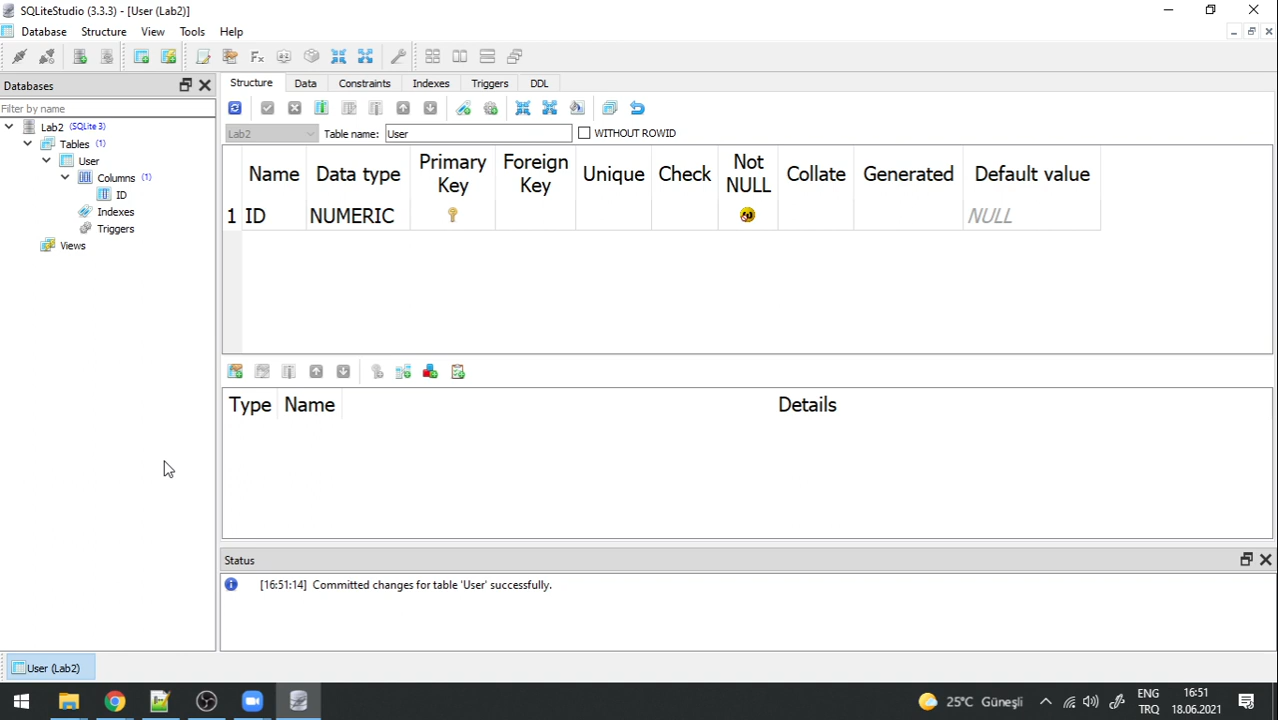 SQLiteStudio (3.3.3) - [User (Lab2)]
Database Structure View Tools Help
Databases
Filter by name
Lab2 (SQLite 3)
Tables (1)
User
Columns (1)
ID
Indexes
Triggers
Views
Structure Data Constraints Indexes Triggers DDL
Lab2 Table name: User WITHOUT ROWID
Name Data type Primary Key Foreign Key Unique Check Not NULL Collate Generated Default value
1 ID NUMERIC NULL
Type Name Details
Status
[16:51:14] Committed changes for table 'User' successfully.
User (Lab2)
25°C Güneşli ENG 16:51
TRQ 18.06.2021